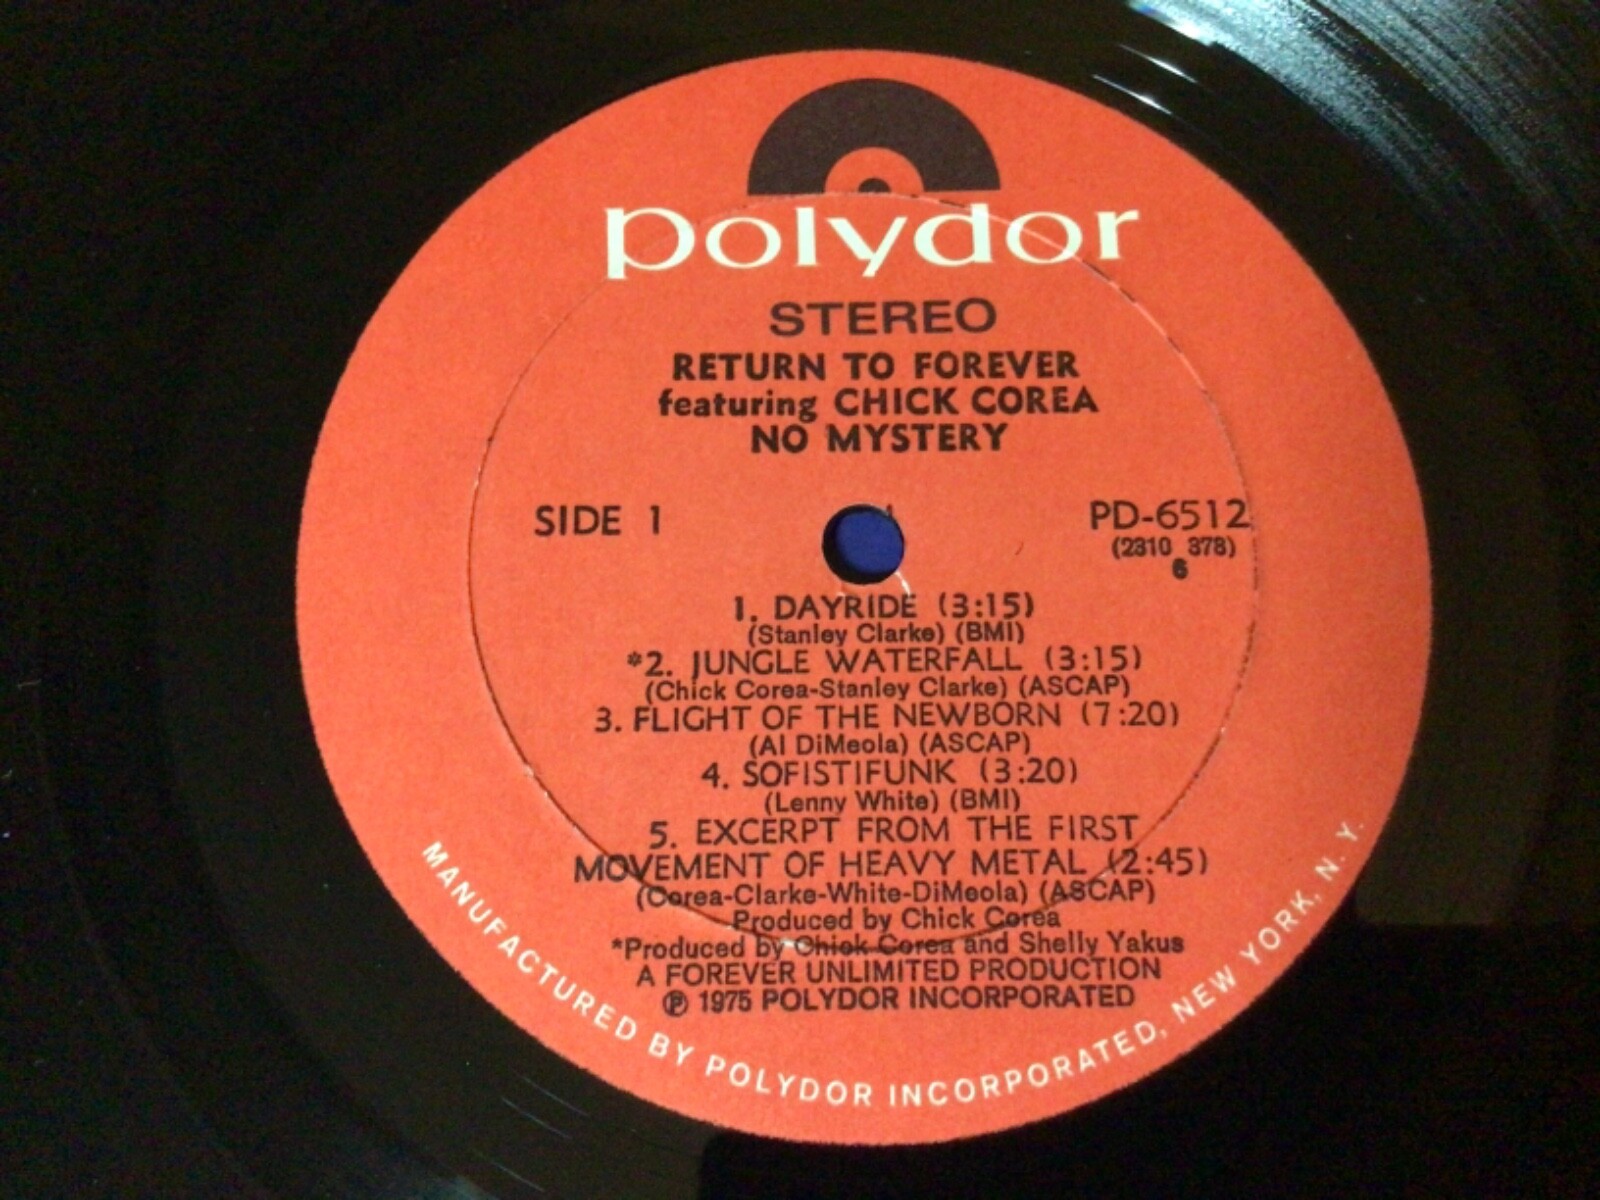 polydor
STEREO
RETURN TO FOREVER
featuring CHICK COREA
NO MYSTERY
SIDE 1
PD-6512
(2310 378)
6
1. DAYRIDE (3:15)
(Stanley Clarke) (BMI)
*2. JUNGLE WATERFALL (3:15)
(Chick Corea-Stanley Clarke) (ASCAP)
3. FLIGHT OF THE NEWBORN (7:20)
(Al DiMeola) (ASCAP)
4. SOFISTIFUNK (3:20)
(Lenny White) (BMI)
5. EXCERPT FROM THE FIRST
MOVEMENT OF HEAVY METAL (2:45)
(Corea-Clarke-White-DiMeola) (ASCAP)
Produced by Chick Corea
*Produced by Chick Corea and Shelly Yakus
A FOREVER UNLIMITED PRODUCTION
℗ 1975 POLYDOR INCORPORATED
MANUFACTURED BY POLYDOR INCORPORATED, NEW YORK, N. Y.